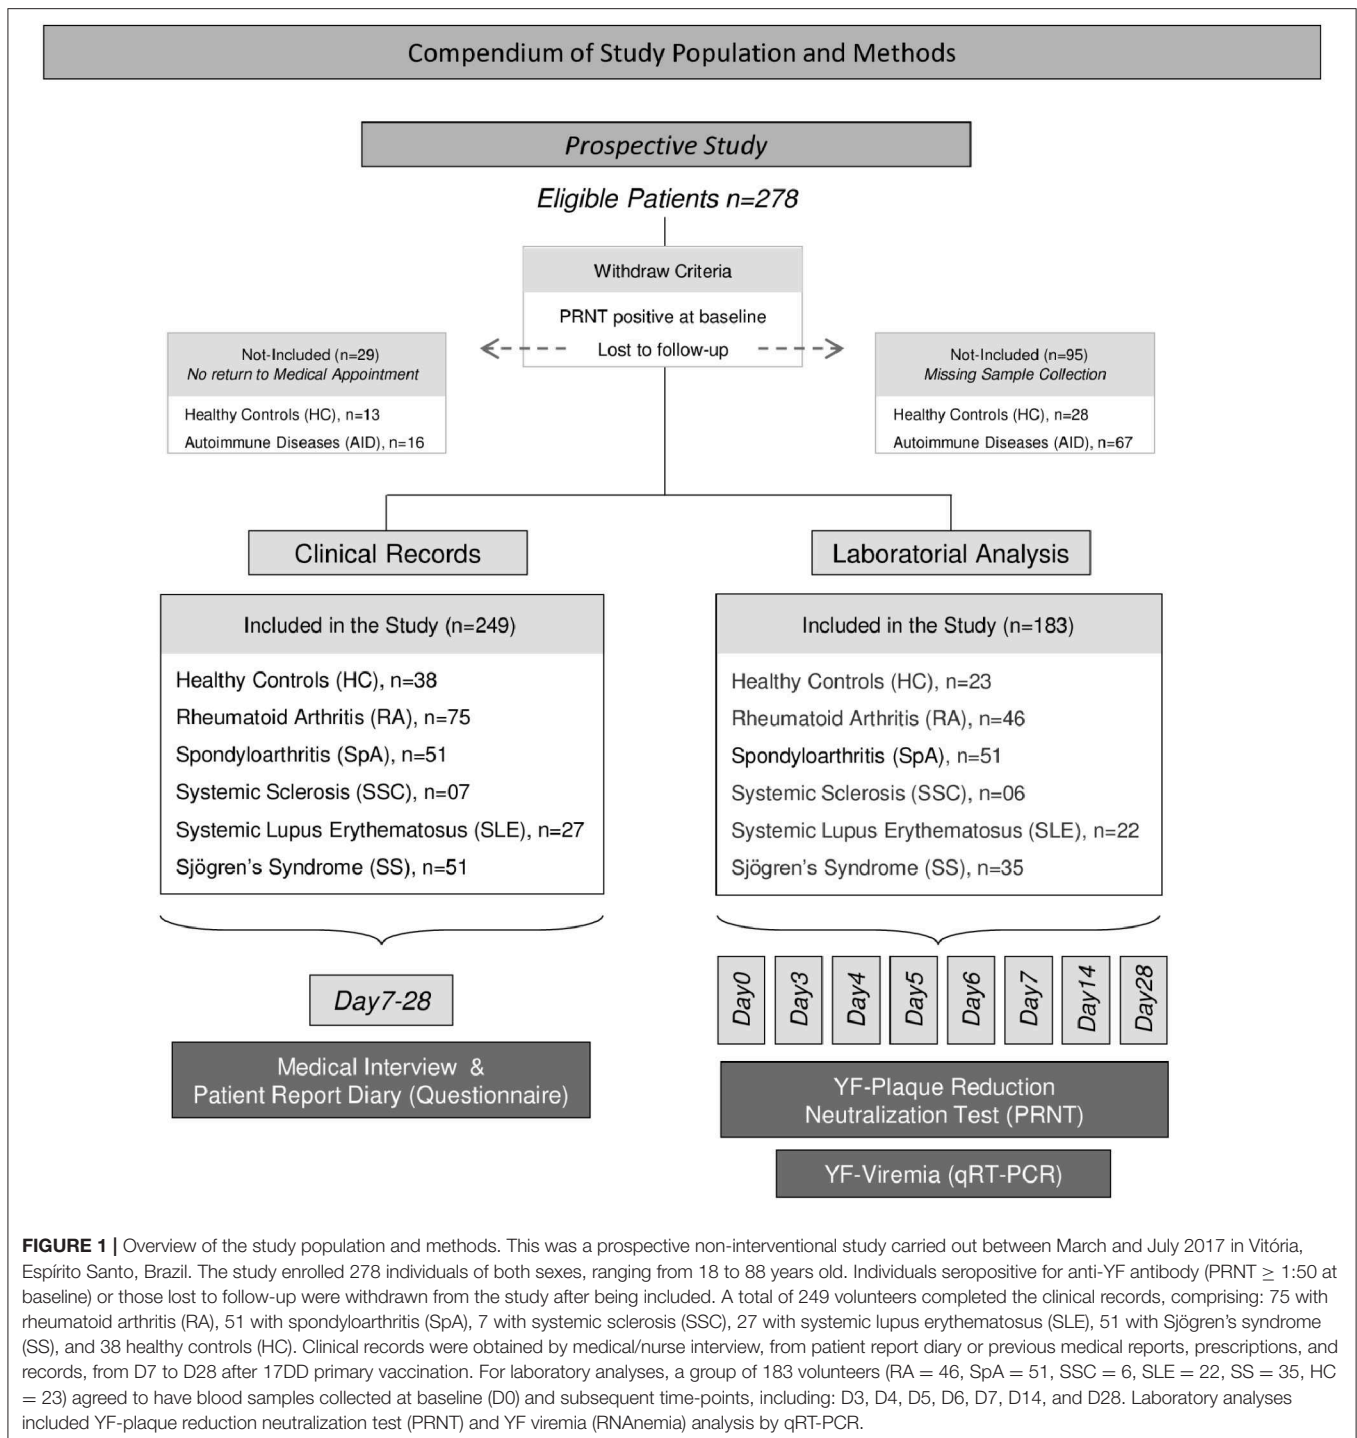 Compendium of Study Population and Methods
Prospective Study
Eligible Patients n=278
Withdraw Criteria
PRNT positive at baseline
Lost to follow-up
Not-Included (n=29)
No return to Medical Appointment
Healthy Controls (HC), n=13
Autoimmune Diseases (AID), n=16
Not-Included (n=95)
Missing Sample Collection
Healthy Controls (HC), n=28
Autoimmune Diseases (AID), n=67
Clinical Records
Included in the Study (n=249)
Healthy Controls (HC), n=38
Rheumatoid Arthritis (RA), n=75
Spondyloarthritis (SpA), n=51
Systemic Sclerosis (SSC), n=07
Systemic Lupus Erythematosus (SLE), n=27
Sjögren's Syndrome (SS), n=51
Day7-28
Medical Interview &
Patient Report Diary (Questionnaire)
Laboratorial Analysis
Included in the Study (n=183)
Healthy Controls (HC), n=23
Rheumatoid Arthritis (RA), n=46
Spondyloarthritis (SpA), n=51
Systemic Sclerosis (SSC), n=06
Systemic Lupus Erythematosus (SLE), n=22
Sjögren's Syndrome (SS), n=35
Day0
Day3
Day4
Day5
Day6
Day7
Day14
Day28
YF-Plaque Reduction
Neutralization Test (PRNT)
YF-Viremia (qRT-PCR)
FIGURE 1 | Overview of the study population and methods. This was a prospective non-interventional study carried out between March and July 2017 in Vitória,
Espírito Santo, Brazil. The study enrolled 278 individuals of both sexes, ranging from 18 to 88 years old. Individuals seropositive for anti-YF antibody (PRNT ≥ 1:50 at
baseline) or those lost to follow-up were withdrawn from the study after being included. A total of 249 volunteers completed the clinical records, comprising: 75 with
rheumatoid arthritis (RA), 51 with spondyloarthritis (SpA), 7 with systemic sclerosis (SSC), 27 with systemic lupus erythematosus (SLE), 51 with Sjögren's syndrome
(SS), and 38 healthy controls (HC). Clinical records were obtained by medical/nurse interview, from patient report diary or previous medical reports, prescriptions, and
records, from D7 to D28 after 17DD primary vaccination. For laboratory analyses, a group of 183 volunteers (RA = 46, SpA = 51, SSC = 6, SLE = 22, SS = 35, HC
= 23) agreed to have blood samples collected at baseline (D0) and subsequent time-points, including: D3, D4, D5, D6, D7, D14, and D28. Laboratory analyses
included YF-plaque reduction neutralization test (PRNT) and YF viremia (RNAnemia) analysis by qRT-PCR.